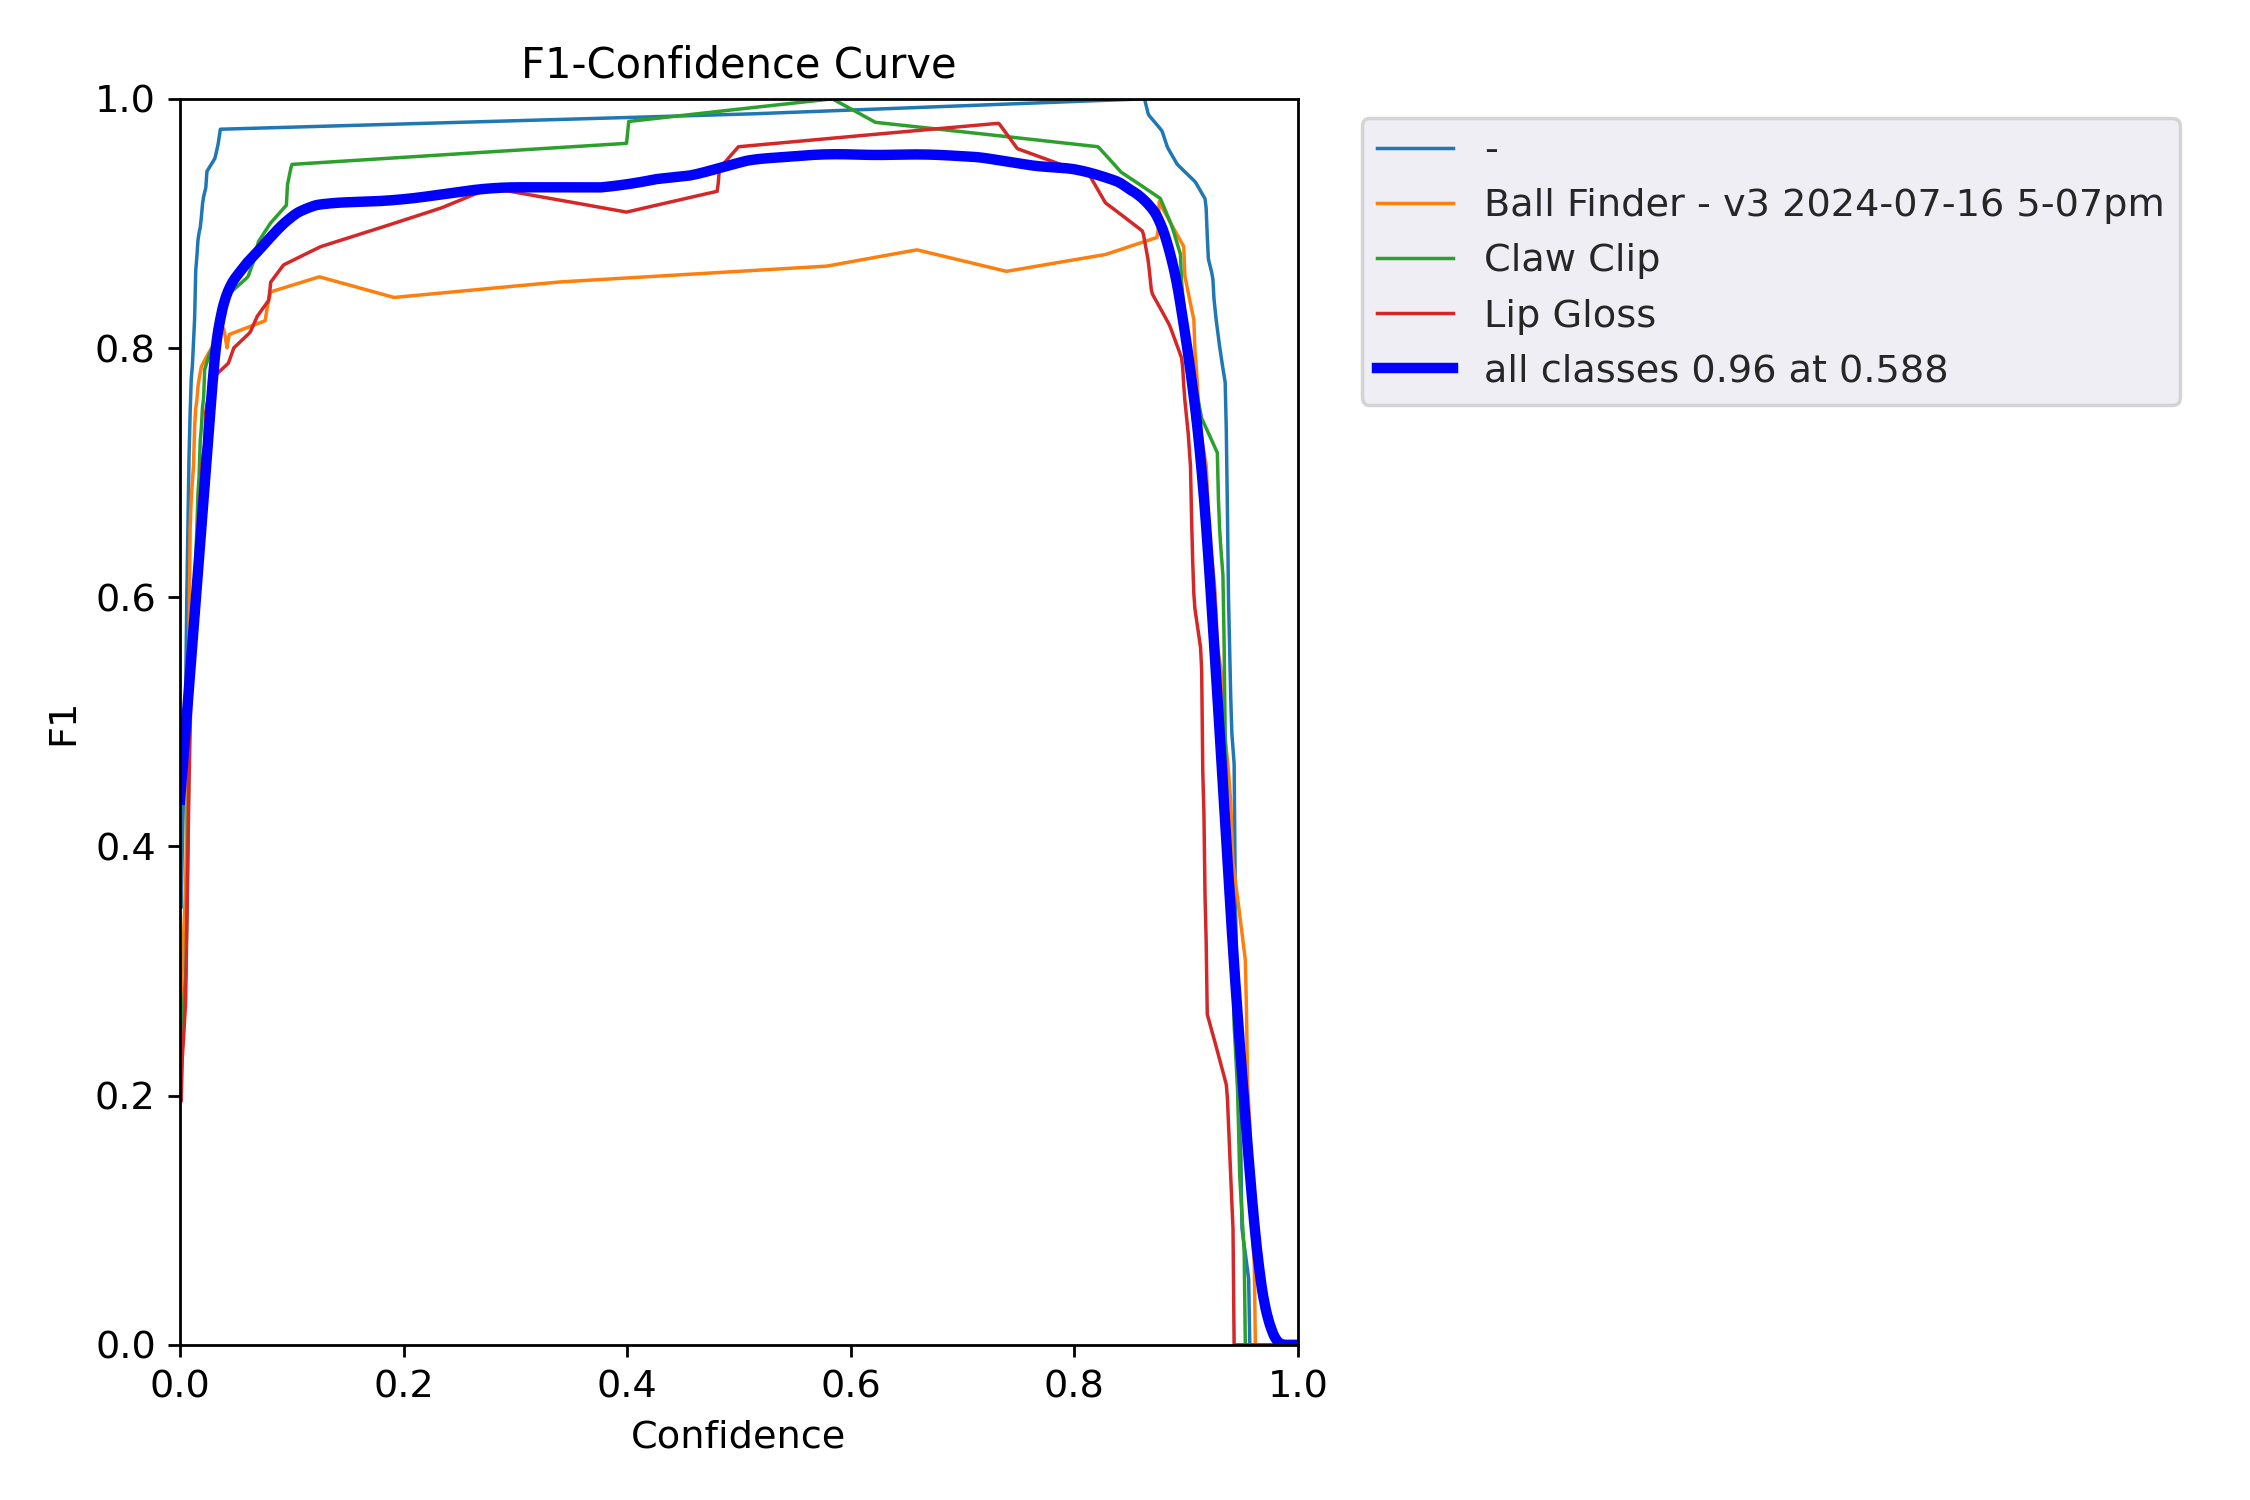 F1-Confidence Curve
1.0
0.8
0.6
0.4
0.2
0.0
F1
0.0 0.2 0.4 0.6 0.8 1.0
Confidence
-
Ball Finder - v3 2024-07-16 5-07pm
Claw Clip
Lip Gloss
all classes 0.96 at 0.588